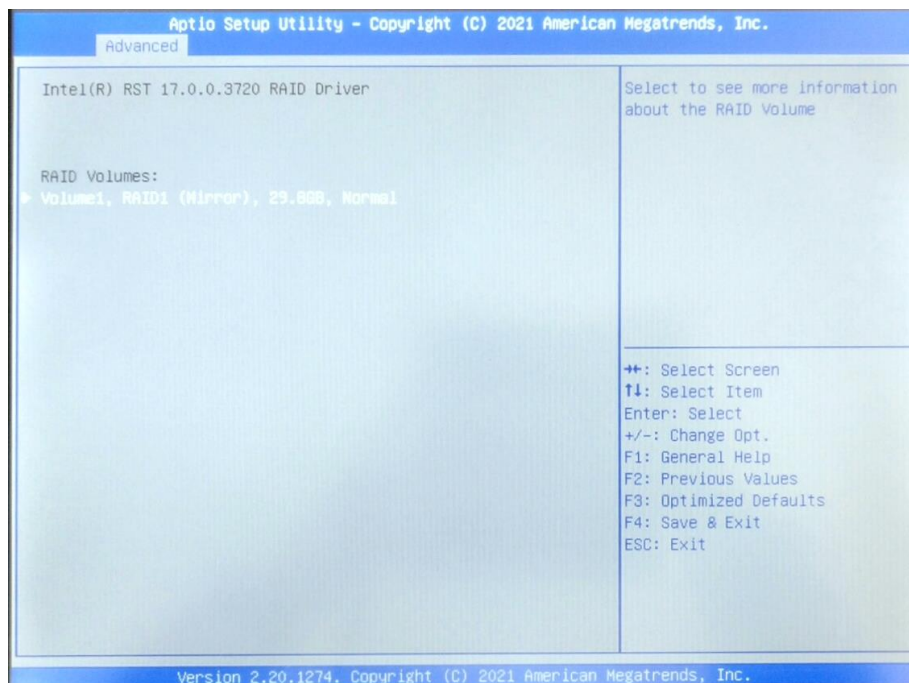 Aptio Setup Utility – Copyright (C) 2021 American Megatrends, Inc.
Advanced
Intel(R) RST 17.0.0.3720 RAID Driver
RAID Volumes:
Volume1, RAID1 (Mirror), 29.8GB, Normal
Select to see more information
about the RAID Volume
→←: Select Screen
↑↓: Select Item
Enter: Select
+/-: Change Opt.
F1: General Help
F2: Previous Values
F3: Optimized Defaults
F4: Save & Exit
ESC: Exit
Version 2.20.1274. Copyright (C) 2021 American Megatrends, Inc.